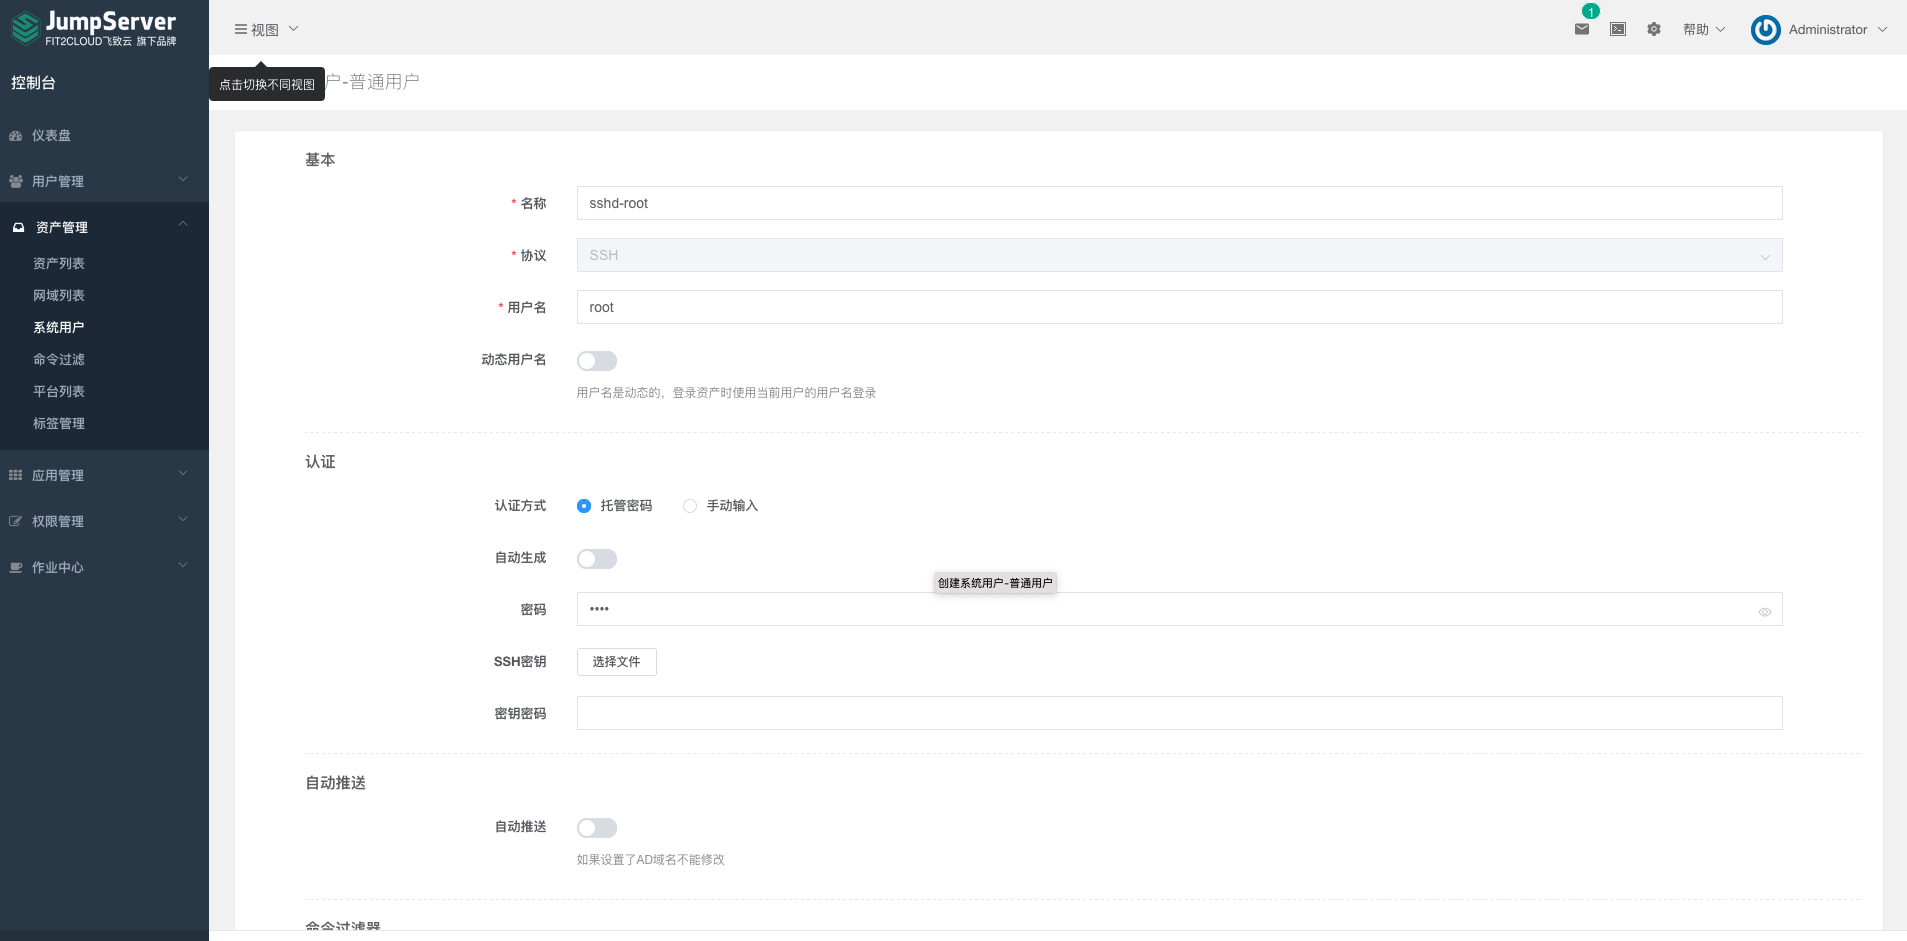 JumpServer
FIT2CLOUD飞致云 旗下品牌
控制台
仪表盘
用户管理
资产管理
资产列表
网域列表
系统用户
命令过滤
平台列表
标签管理
应用管理
权限管理
作业中心
视图
1
帮助
Administrator
点击切换不同视图
户-普通用户
基本
* 名称
sshd-root
* 协议
SSH
* 用户名
root
动态用户名
用户名是动态的，登录资产时使用当前用户的用户名登录
认证
认证方式
托管密码
手动输入
自动生成
创建系统用户-普通用户
密码
••••
SSH密钥
选择文件
密钥密码
自动推送
自动推送
如果设置了AD域名不能修改
命令过滤器